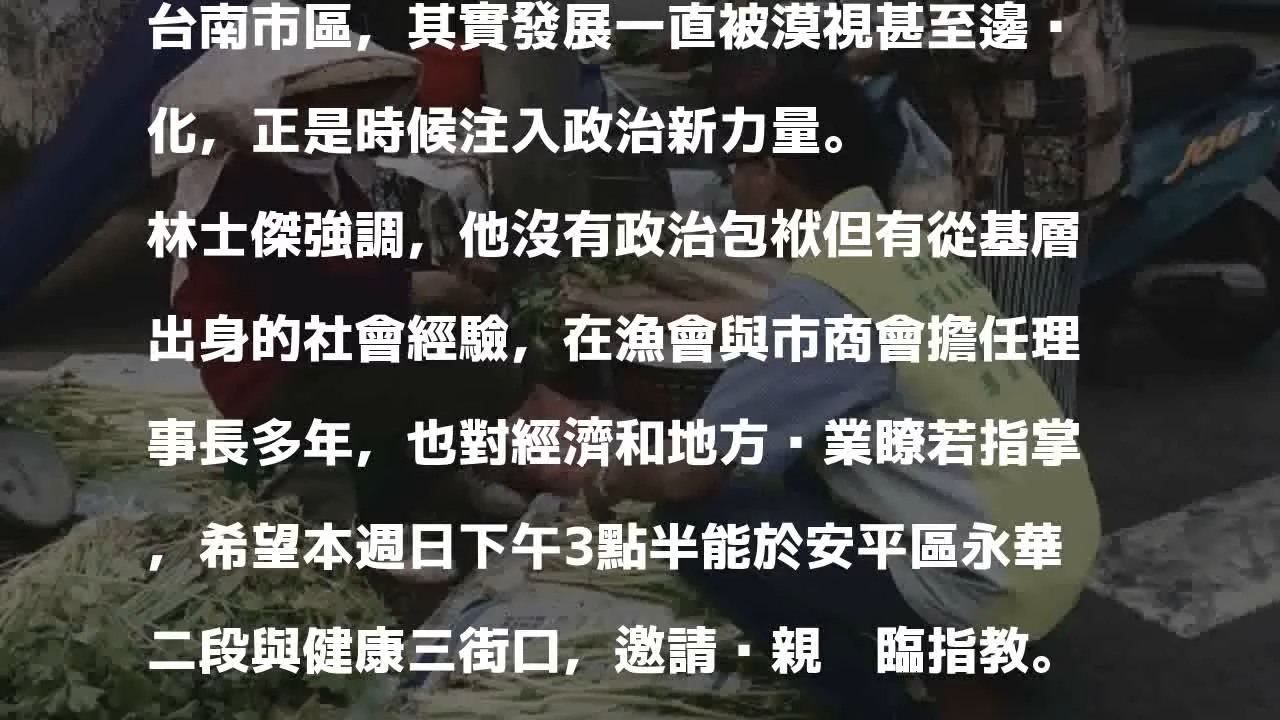 台南市區，其實發展一直被漠視甚至邊·
化，正是時候注入政治新力量。
林士傑強調，他沒有政治包袱但有從基層
出身的社會經驗，在漁會與市商會擔任理
事長多年，也對經濟和地方·業瞭若指掌
，希望本週日下午3點半能於安平區永華
二段與健康三街口，邀請·親　臨指教。
JOG